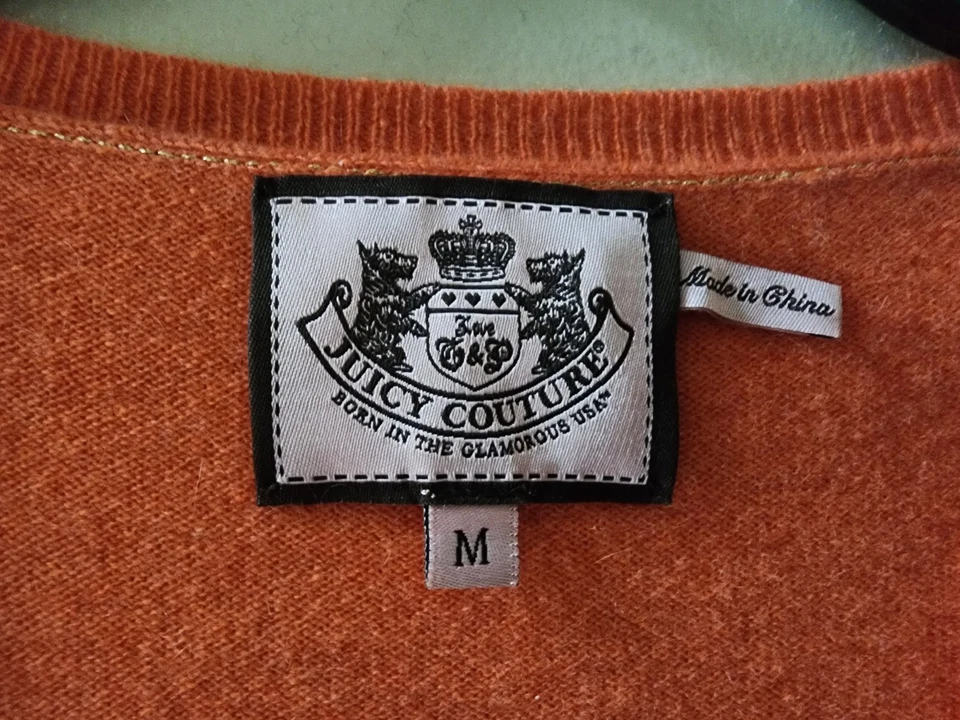 Love
G&P
JUICY COUTURE®
BORN IN THE GLAMOROUS USA™
Made in China
M